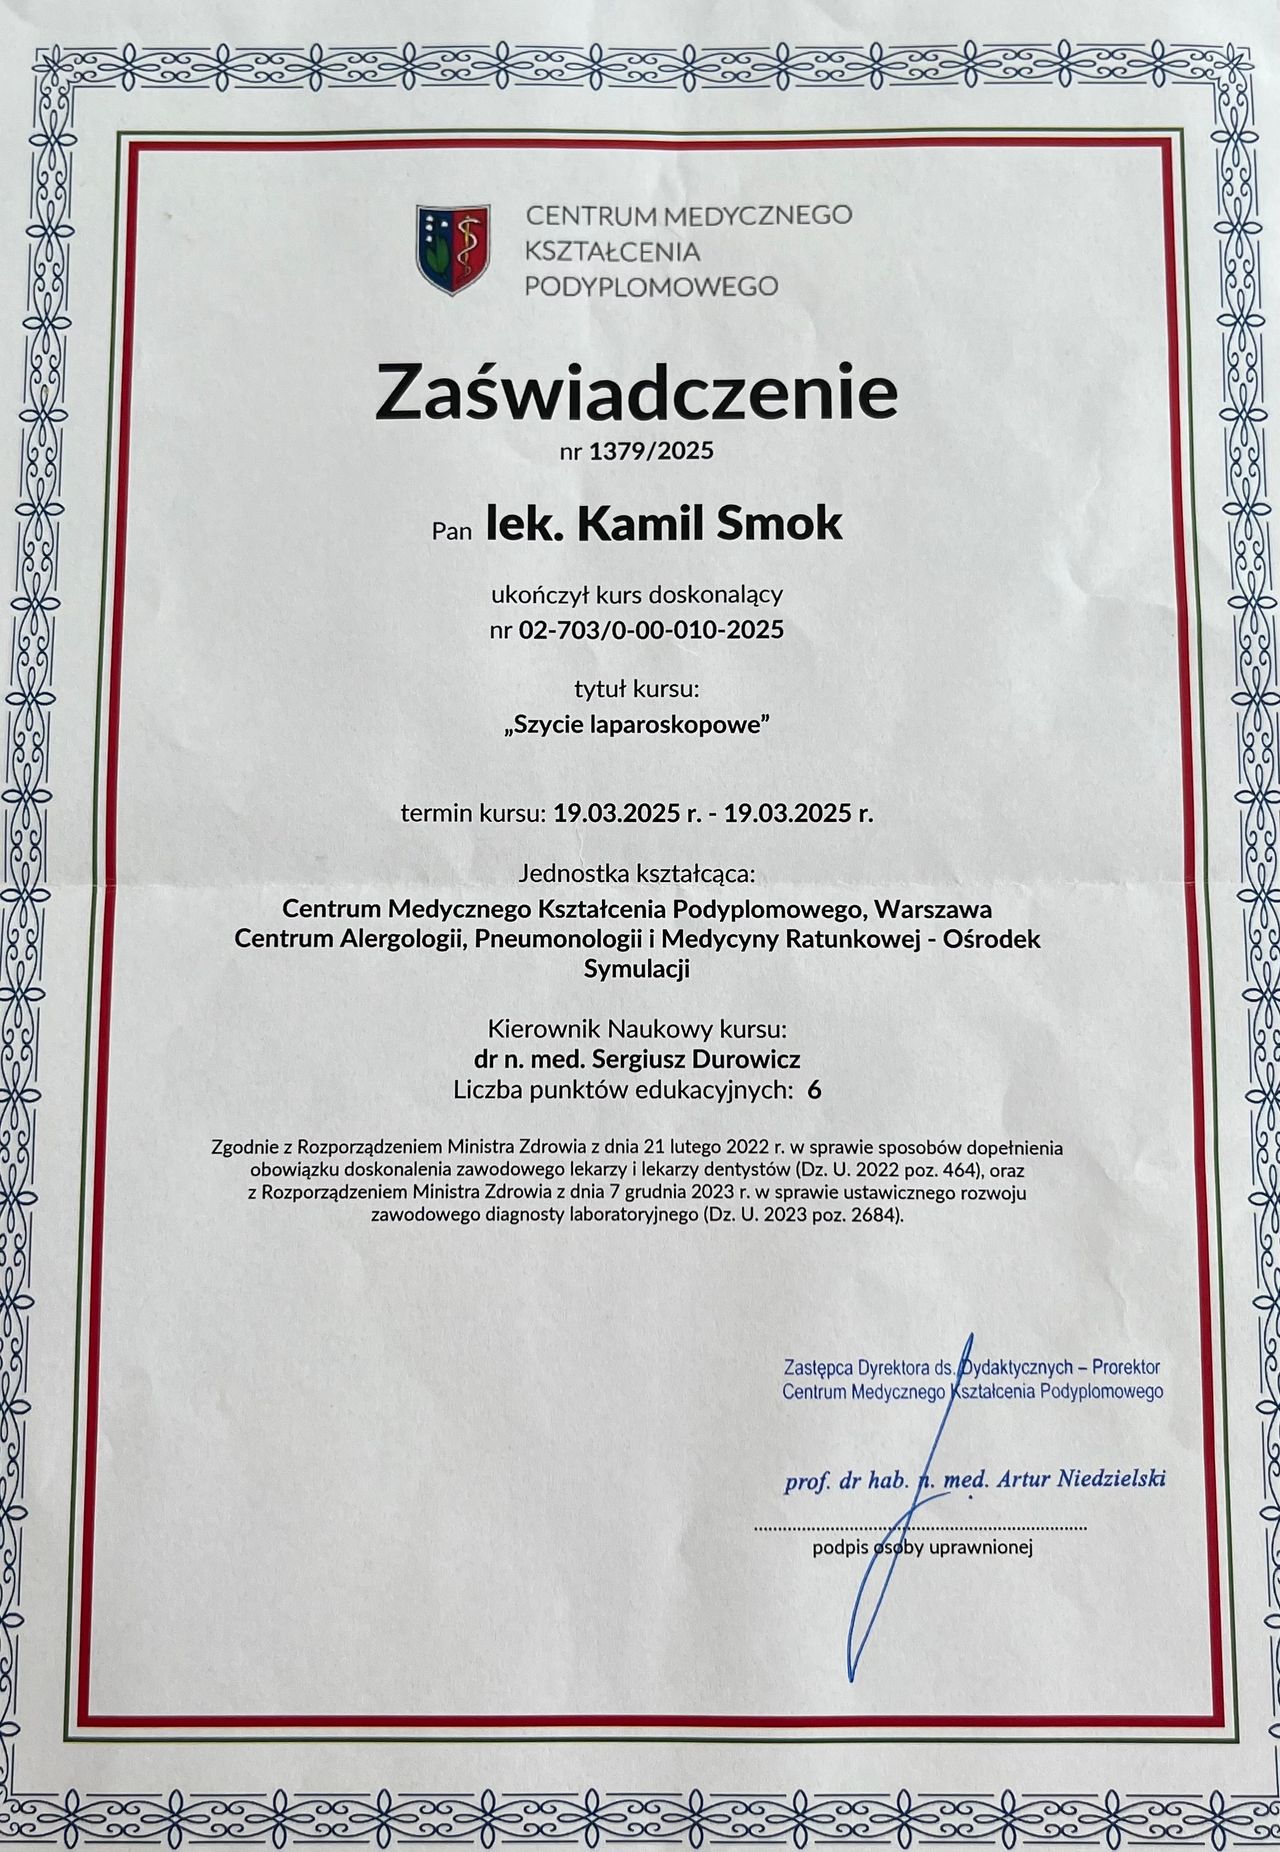 CENTRUM MEDYCZNEGO
KSZTAŁCENIA
PODYPLOMOWEGO
Zaświadczenie
nr 1379/2025
Pan lek. Kamil Smok
ukończył kurs doskonalący
nr 02-703/0-00-010-2025
tytuł kursu:
„Szycie laparoskopowe”
termin kursu: 19.03.2025 r. - 19.03.2025 r.
Jednostka kształcąca:
Centrum Medycznego Kształcenia Podyplomowego, Warszawa
Centrum Alergologii, Pneumonologii i Medycyny Ratunkowej - Ośrodek
Symulacji
Kierownik Naukowy kursu:
dr n. med. Sergiusz Durowicz
Liczba punktów edukacyjnych: 6
Zgodnie z Rozporządzeniem Ministra Zdrowia z dnia 21 lutego 2022 r. w sprawie sposobów dopełnienia
obowiązku doskonalenia zawodowego lekarzy i lekarzy dentystów (Dz. U. 2022 poz. 464), oraz
z Rozporządzeniem Ministra Zdrowia z dnia 7 grudnia 2023 r. w sprawie ustawicznego rozwoju
zawodowego diagnosty laboratoryjnego (Dz. U. 2023 poz. 2684).
Zastępca Dyrektora ds. Dydaktycznych – Prorektor
Centrum Medycznego Kształcenia Podyplomowego
prof. dr hab. n. med. Artur Niedzielski
podpis osoby uprawnionej